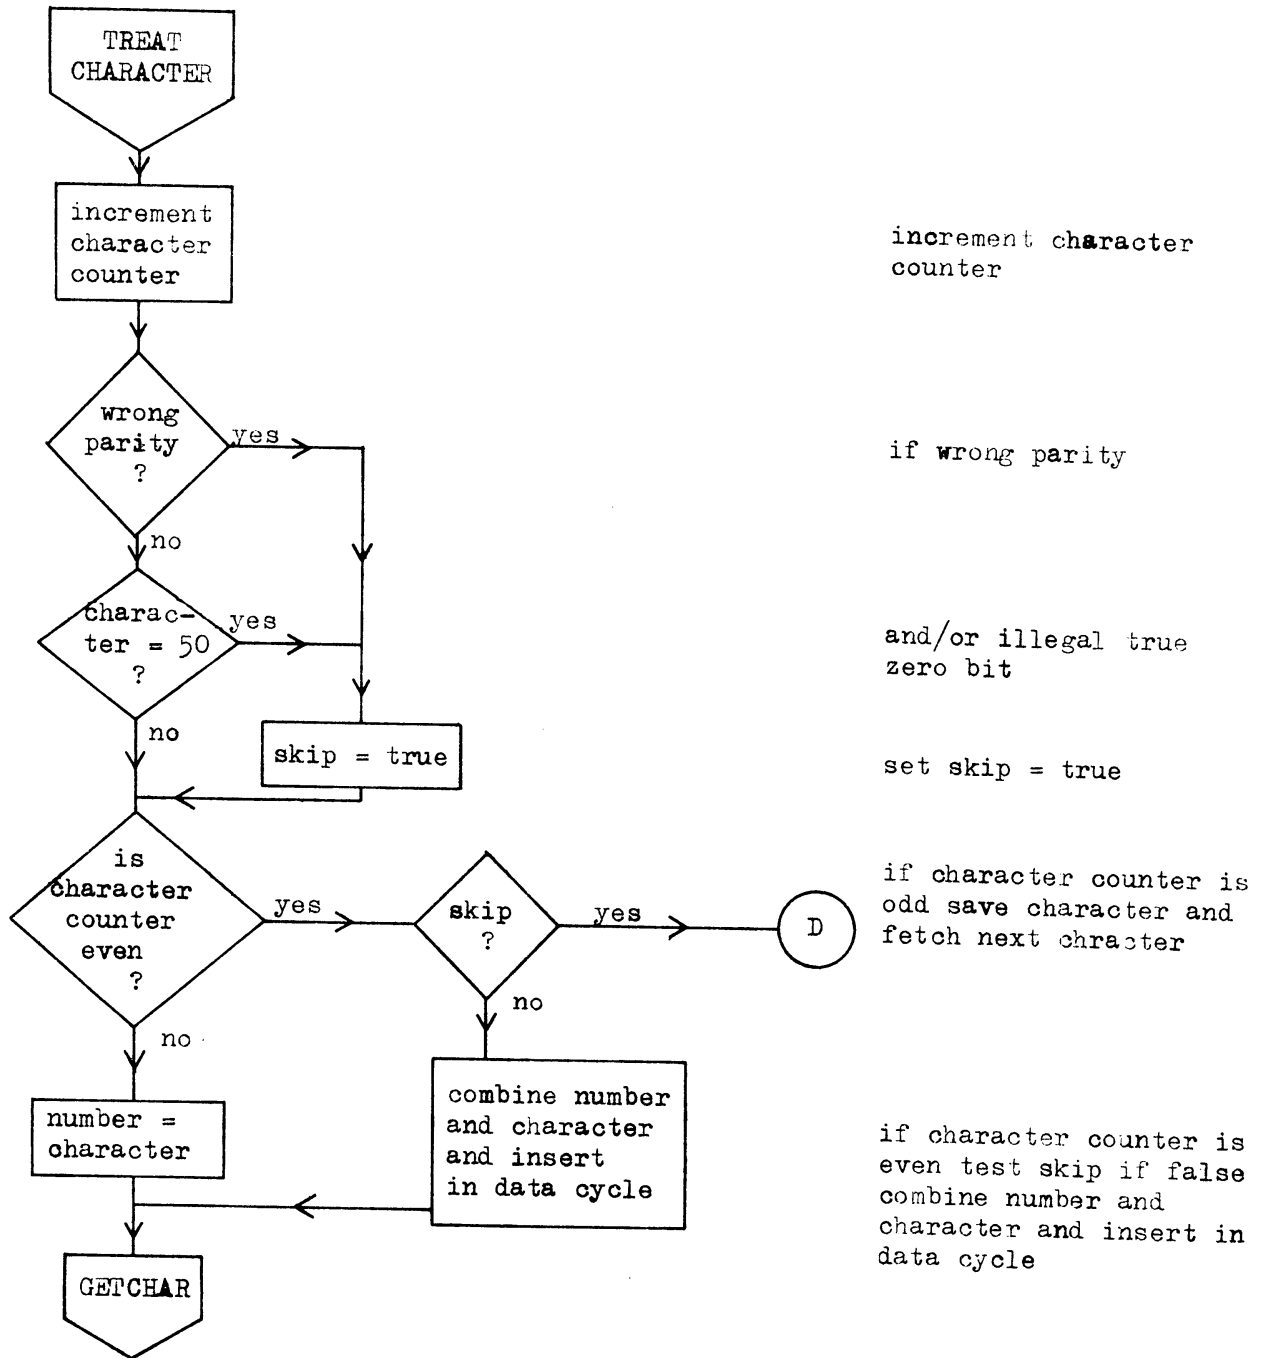 TREAT
CHARACTER
increment
character
counter
increment character
counter
wrong
parity
?
yes
if wrong parity
no
charac-
ter = 50
?
yes
and/or illegal true
zero bit
no
skip = true
set skip = true
is
character
counter
even
?
yes
skip
?
yes
D
if character counter is
odd save character and
fetch next chracter
no
no
number =
character
combine number
and character
and insert
in data cycle
if character counter is
even test skip if false
combine number and
character and insert in
data cycle
GETCHAR